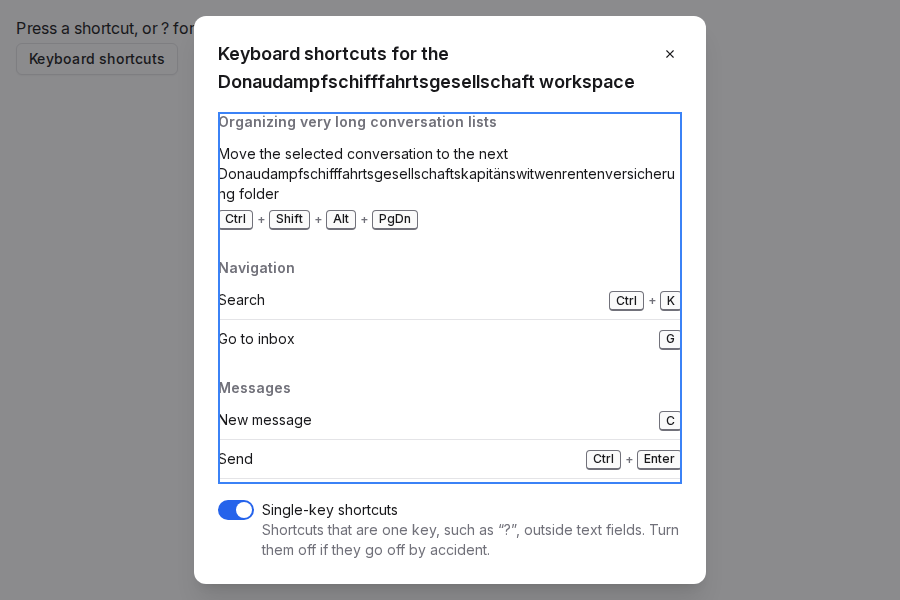 Press a shortcut, or ? for
Keyboard shortcuts
Keyboard shortcuts for the
Donaudampfschifffahrtsgesellschaft workspace
×
Organizing very long conversation lists
Move the selected conversation to the next
Donaudampfschifffahrtsgesellschaftskapitänswitwenrentenversicheru
ng folder
Ctrl + Shift + Alt + PgDn
Navigation
Search Ctrl + K
Go to inbox G
Messages
New message C
Send Ctrl + Enter
Single-key shortcuts
Shortcuts that are one key, such as “?”, outside text fields. Turn
them off if they go off by accident.